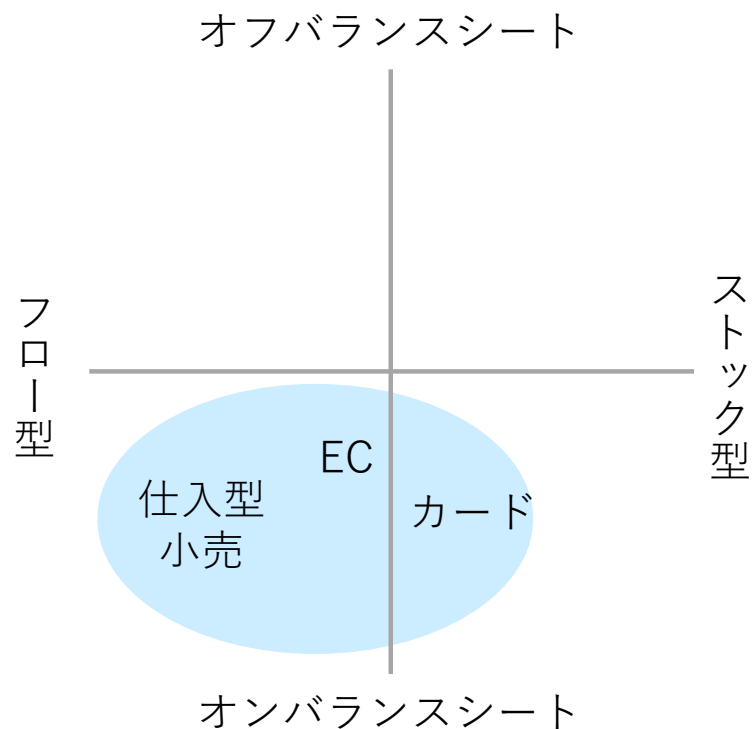 オフバランスシート
フロー型
ストック型
EC
仕入型
小売
カード
オンバランスシート